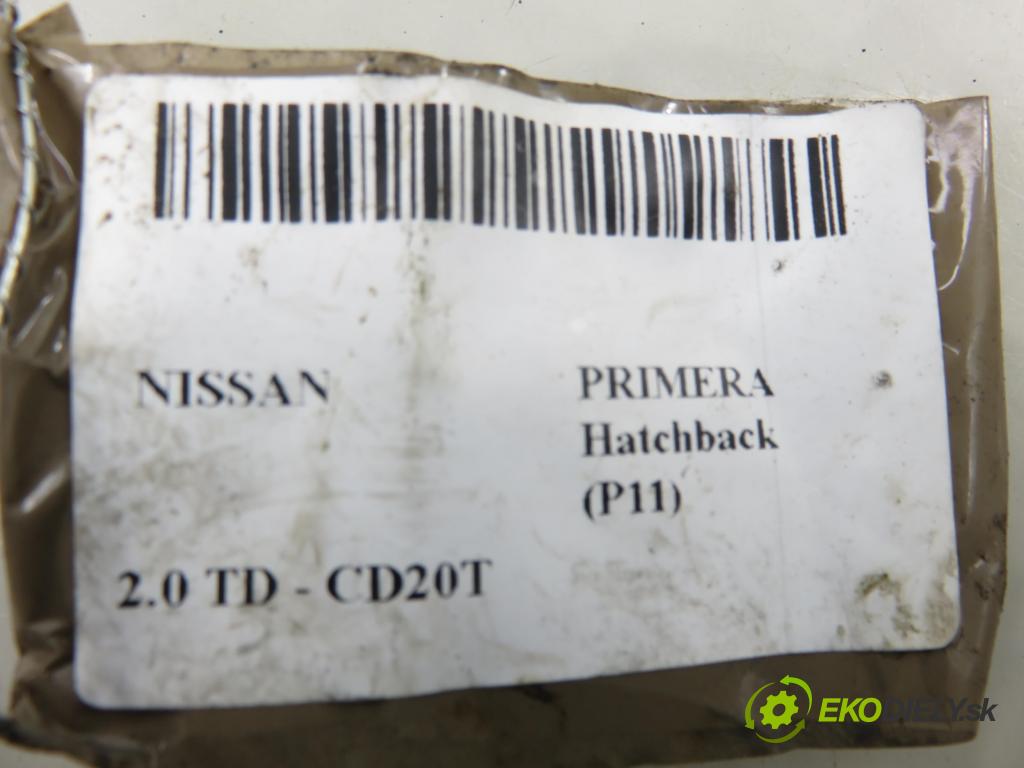 NISSAN
PRIMERA
Hatchback
(P11)
2.0 TD - CD20T
EKODIELY.sk